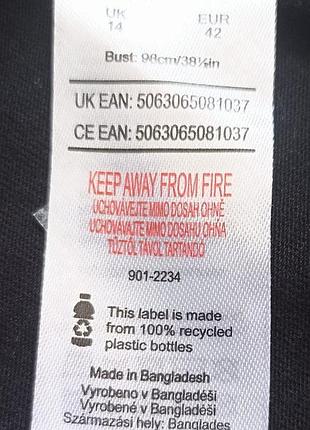 UK EUR
14 42
Bust: 98cm/38½in
UK EAN: 5063065081037
CE EAN: 5063065081037
KEEP AWAY FROM FIRE
UCHOVÁVEJTE MIMO DOSAH OHNĚ
UCHOVÁVAJTE MIMO DOSAHU OHŇA
TŰZTŐL TÁVOL TARTANDÓ
901-2234
This label is made
from 100% recycled
plastic bottles
Made in Bangladesh
Vyrobeno v Bangladéši
Vyrobené v Bangladéši
Származási hely: Banglades